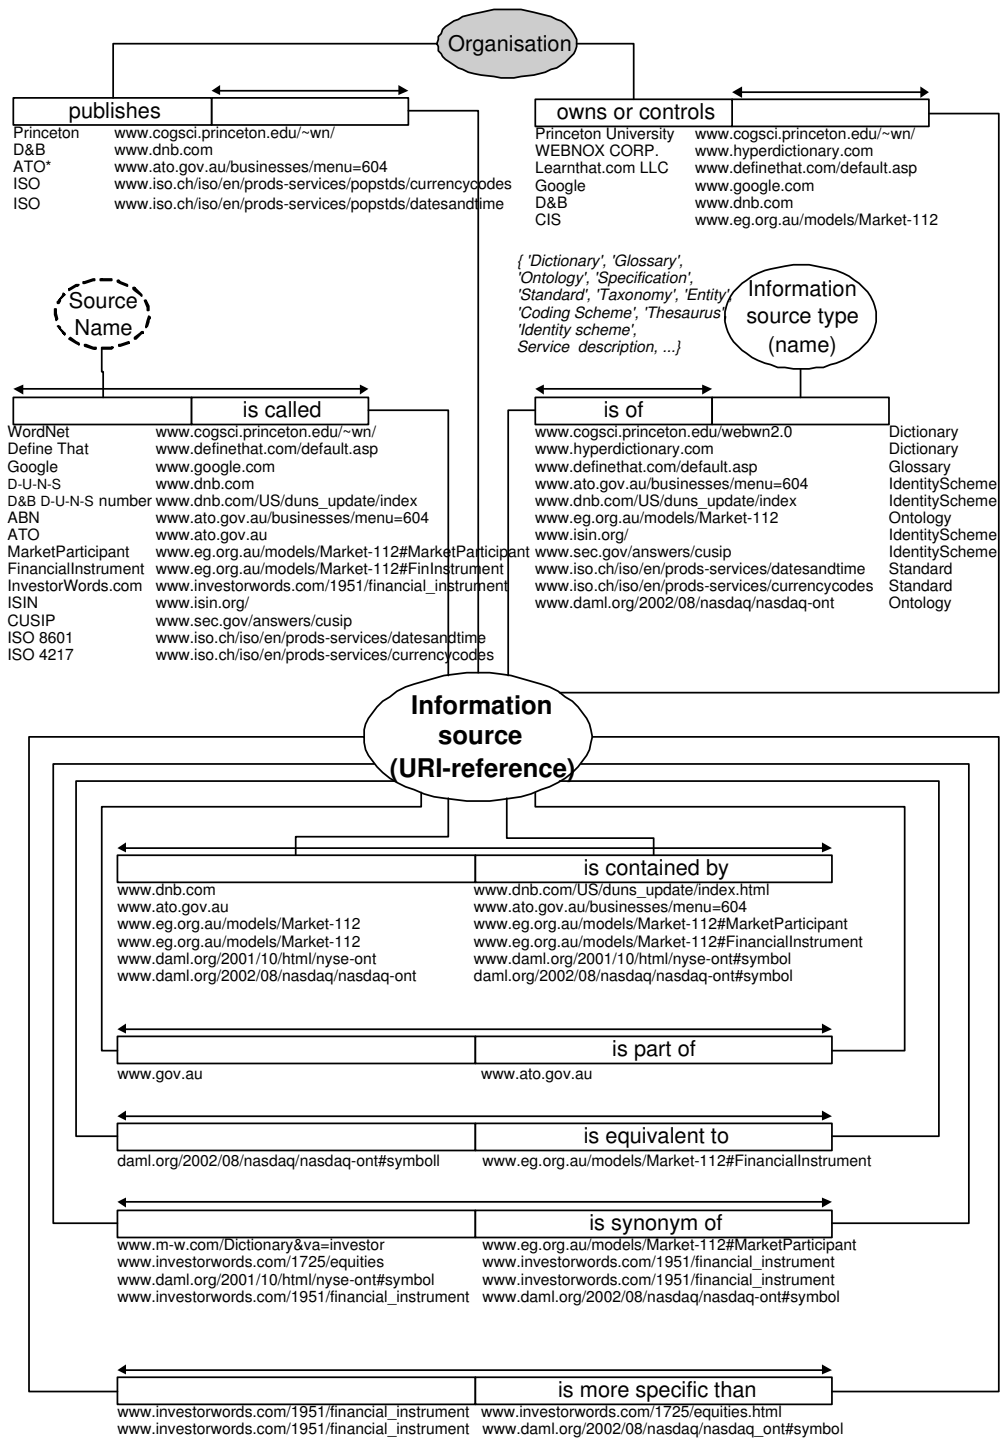 Organisation
publishes
Princeton www.cogsci.princeton.edu/~wn/
D&B www.dnb.com
ATO* www.ato.gov.au/businesses/menu=604
ISO www.iso.ch/iso/en/prods-services/popstds/currencycodes
ISO www.iso.ch/iso/en/prods-services/popstds/datesandtime
owns or controls
Princeton University www.cogsci.princeton.edu/~wn/
WEBNOX CORP. www.hyperdictionary.com
Learnthat.com LLC www.definethat.com/default.asp
Google www.google.com
D&B www.dnb.com
CIS www.eg.org.au/models/Market-112
{ 'Dictionary', 'Glossary',
'Ontology', 'Specification',
'Standard', 'Taxonomy', 'Entity',
'Coding Scheme', 'Thesaurus'
'Identity scheme',
Service description, ...}
Information
source type
(name)
Source
Name
is called
WordNet www.cogsci.princeton.edu/~wn/
Define That www.definethat.com/default.asp
Google www.google.com
D-U-N-S www.dnb.com
D&B D-U-N-S number www.dnb.com/US/duns_update/index
ABN www.ato.gov.au/businesses/menu=604
ATO www.ato.gov.au
MarketParticipant www.eg.org.au/models/Market-112#MarketParticipant
FinancialInstrument www.eg.org.au/models/Market-112#FinInstrument
InvestorWords.com www.investorwords.com/1951/financial_instrument
ISIN www.isin.org/
CUSIP www.sec.gov/answers/cusip
ISO 8601 www.iso.ch/iso/en/prods-services/datesandtime
ISO 4217 www.iso.ch/iso/en/prods-services/currencycodes
is of
www.cogsci.princeton.edu/webwn2.0 Dictionary
www.hyperdictionary.com Dictionary
www.definethat.com/default.asp Glossary
www.ato.gov.au/businesses/menu=604 IdentityScheme
www.dnb.com/US/duns_update/index IdentityScheme
www.eg.org.au/models/Market-112 Ontology
www.isin.org/ IdentityScheme
www.sec.gov/answers/cusip IdentityScheme
www.iso.ch/iso/en/prods-services/datesandtime Standard
www.iso.ch/iso/en/prods-services/currencycodes Standard
www.daml.org/2002/08/nasdaq/nasdaq-ont Ontology
Information
source
(URI-reference)
is contained by
www.dnb.com www.dnb.com/US/duns_update/index.html
www.ato.gov.au www.ato.gov.au/businesses/menu=604
www.eg.org.au/models/Market-112 www.eg.org.au/models/Market-112#MarketParticipant
www.eg.org.au/models/Market-112 www.eg.org.au/models/Market-112#FinancialInstrument
www.daml.org/2001/10/html/nyse-ont www.daml.org/2001/10/html/nyse-ont#symbol
www.daml.org/2002/08/nasdaq/nasdaq-ont daml.org/2002/08/nasdaq/nasdaq-ont#symbol
is part of
www.gov.au www.ato.gov.au
is equivalent to
daml.org/2002/08/nasdaq/nasdaq-ont#symboll www.eg.org.au/models/Market-112#FinancialInstrument
is synonym of
www.m-w.com/Dictionary&va=investor www.eg.org.au/models/Market-112#MarketParticipant
www.investorwords.com/1725/equities www.investorwords.com/1951/financial_instrument
www.daml.org/2001/10/html/nyse-ont#symbol www.investorwords.com/1951/financial_instrument
www.investorwords.com/1951/financial_instrument www.daml.org/2002/08/nasdaq/nasdaq-ont#symbol
is more specific than
www.investorwords.com/1951/financial_instrument www.investorwords.com/1725/equities.html
www.investorwords.com/1951/financial_instrument www.daml.org/2002/08/nasdaq/nasdaq_ont#symbol